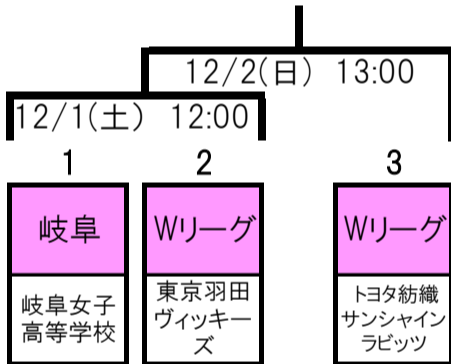 12/2(日) 13:00
12/1(土) 12:00
1
2
3
岐阜
Wリーグ
Wリーグ
岐阜女子
高等学校
東京羽田
ヴィッキー
ズ
トヨタ紡織
サンシャイン
ラビッツ